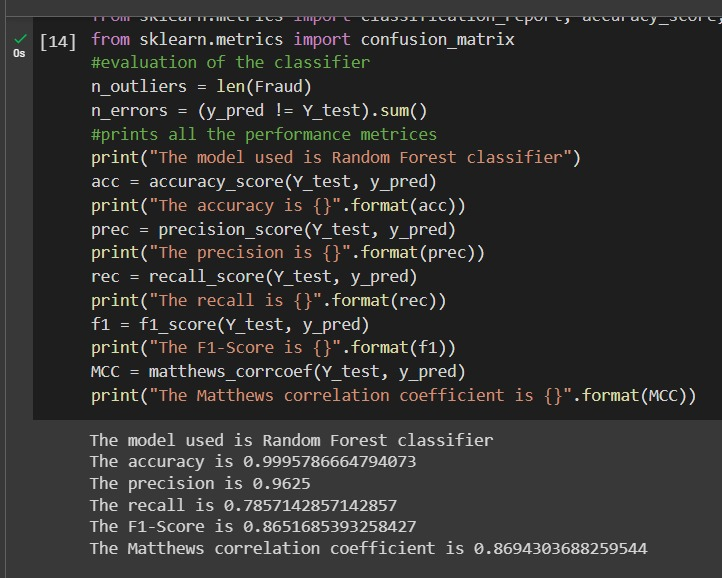 from sklearn.metrics import classification_report, accuracy_score,
[14] from sklearn.metrics import confusion_matrix
0s
#evaluation of the classifier
n_outliers = len(Fraud)
n_errors = (y_pred != Y_test).sum()
#prints all the performance metrices
print("The model used is Random Forest classifier")
acc = accuracy_score(Y_test, y_pred)
print("The accuracy is {}".format(acc))
prec = precision_score(Y_test, y_pred)
print("The precision is {}".format(prec))
rec = recall_score(Y_test, y_pred)
print("The recall is {}".format(rec))
f1 = f1_score(Y_test, y_pred)
print("The F1-Score is {}".format(f1))
MCC = matthews_corrcoef(Y_test, y_pred)
print("The Matthews correlation coefficient is {}".format(MCC))
The model used is Random Forest classifier
The accuracy is 0.9995786664794073
The precision is 0.9625
The recall is 0.7857142857142857
The F1-Score is 0.8651685393258427
The Matthews correlation coefficient is 0.8694303688259544